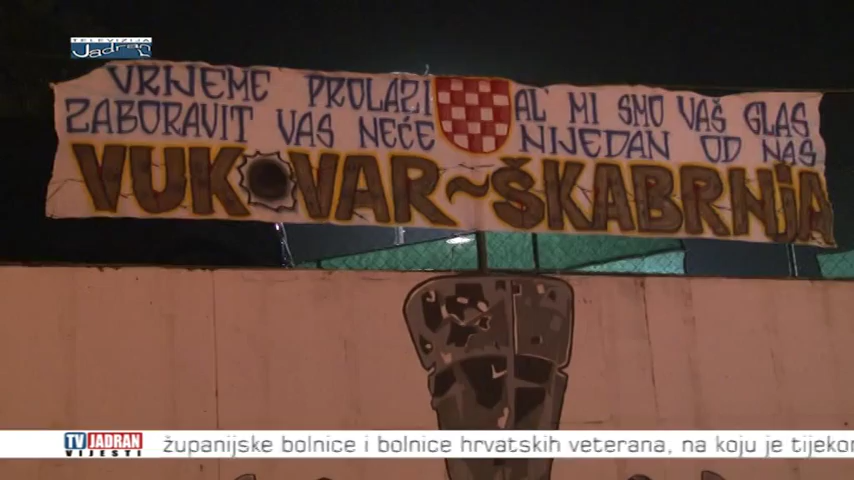 TELEVIZIJA
Jadran
VRIJEME PROLAZI AL' MI SMO VAŠ GLAS
ZABORAVIT VAS NEĆE NIJEDAN OD NAS
VUKOVAR~ŠKABRNjA
TV JADRAN
VIJESTI
županijske bolnice i bolnice hrvatskih veterana, na koju je tijekom